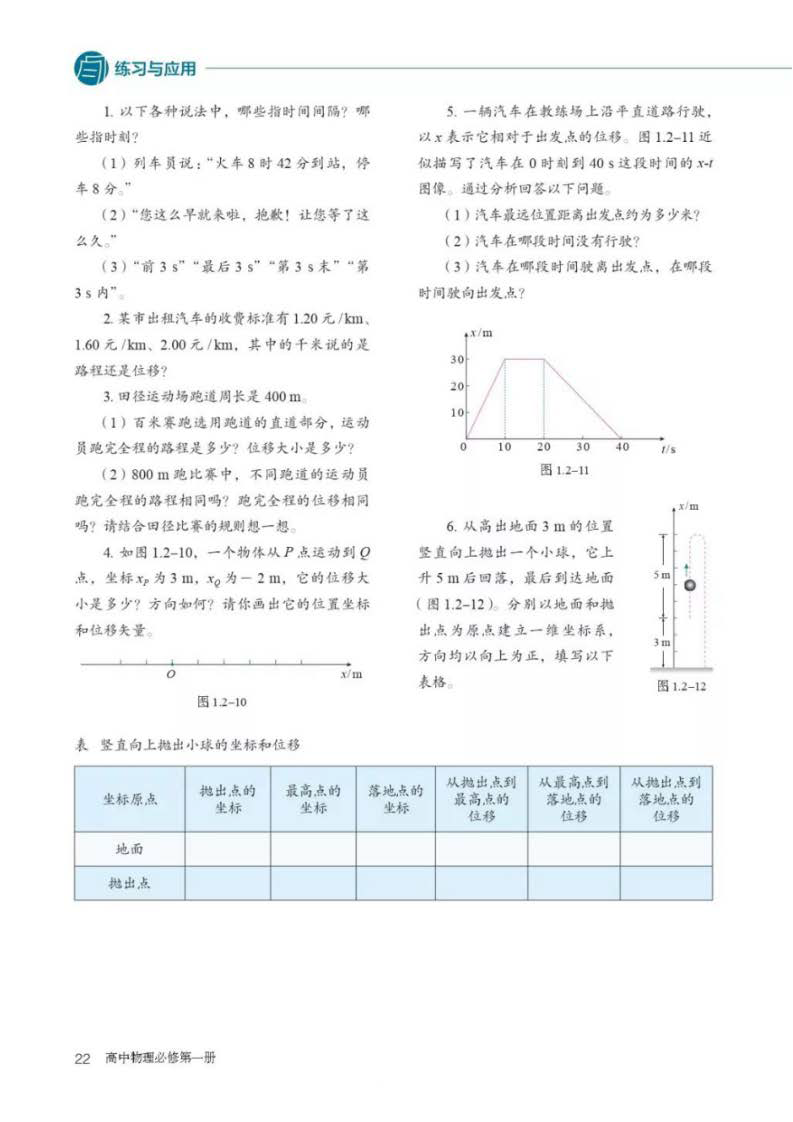 练习与应用
1. 以下各种说法中，哪些指时间间隔？哪
些指时刻？
（1）列车员说：“火车 8 时 42 分到站，停
车 8 分。”
（2）“您这么早就来啦，抱歉！让您等了这
么久。”
（3）“前 3 s”“最后 3 s”“第 3 s 末”“第
3 s 内”。
2. 某市出租汽车的收费标准有 1.20 元 /km、
1.60 元 /km、2.00 元 /km，其中的千米说的是
路程还是位移？
3. 田径运动场跑道周长是 400 m。
（1）百米赛跑选用跑道的直道部分，运动
员跑完全程的路程是多少？位移大小是多少？
（2）800 m 跑比赛中，不同跑道的运动员
跑完全程的路程相同吗？跑完全程的位移相同
吗？请结合田径比赛的规则想一想。
4. 如图 1.2-10，一个物体从 P 点运动到 Q
点，坐标 xP 为 3 m，xQ 为 － 2 m，它的位移大
小是多少？方向如何？请你画出它的位置坐标
和位移矢量。
O
x/m
图 1.2-10
5. 一辆汽车在教练场上沿平直道路行驶，
以 x 表示它相对于出发点的位移。图 1.2-11 近
似描写了汽车在 0 时刻到 40 s 这段时间的 x-t
图像。通过分析回答以下问题。
（1）汽车最远位置距离出发点约为多少米？
（2）汽车在哪段时间没有行驶？
（3）汽车在哪段时间驶离出发点，在哪段
时间驶向出发点？
x/m
30
20
10
0 10 20 30 40 t/s
图 1.2-11
6. 从高出地面 3 m 的位置
竖直向上抛出一个小球，它上
升 5 m 后回落，最后到达地面
（图 1.2-12）。分别以地面和抛
出点为原点建立一维坐标系，
方向均以向上为正，填写以下
表格。
x/m
5 m
3 m
图 1.2-12
表 竖直向上抛出小球的坐标和位移
坐标原点
抛出点的
坐标
最高点的
坐标
落地点的
坐标
从抛出点到
最高点的
位移
从最高点到
落地点的
位移
从抛出点到
落地点的
位移
地面
抛出点
22 高中物理必修第一册